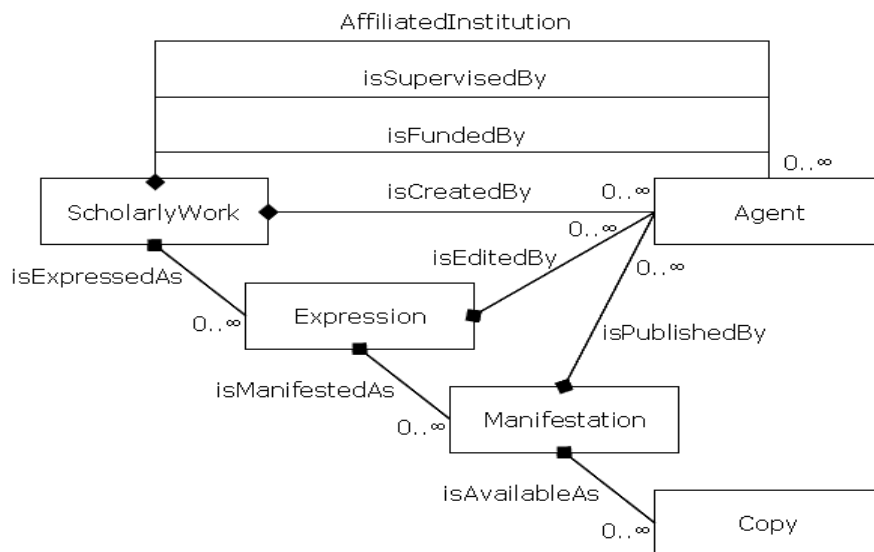 AffiliatedInstitution
isSupervisedBy
isFundedBy
0..∞
isCreatedBy
0..∞
ScholarlyWork
Agent
0..∞
isEditedBy
0..∞
isExpressedAs
0..∞
Expression
isPublishedBy
isManifestedAs
0..∞
Manifestation
isAvailableAs
0..∞
Copy